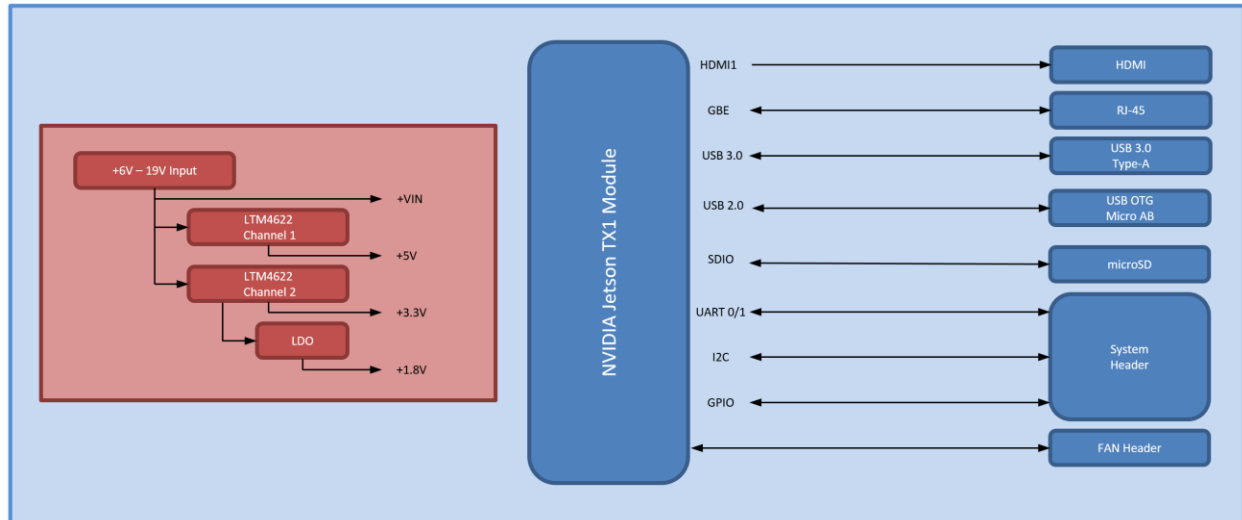 +6V – 19V Input
+VIN
LTM4622
Channel 1
+5V
LTM4622
Channel 2
+3.3V
LDO
+1.8V
NVIDIA Jetson TX1 Module
HDMI1
HDMI
GBE
RJ-45
USB 3.0
USB 3.0
Type-A
USB 2.0
USB OTG
Micro AB
SDIO
microSD
UART 0/1
I2C
GPIO
System
Header
FAN Header